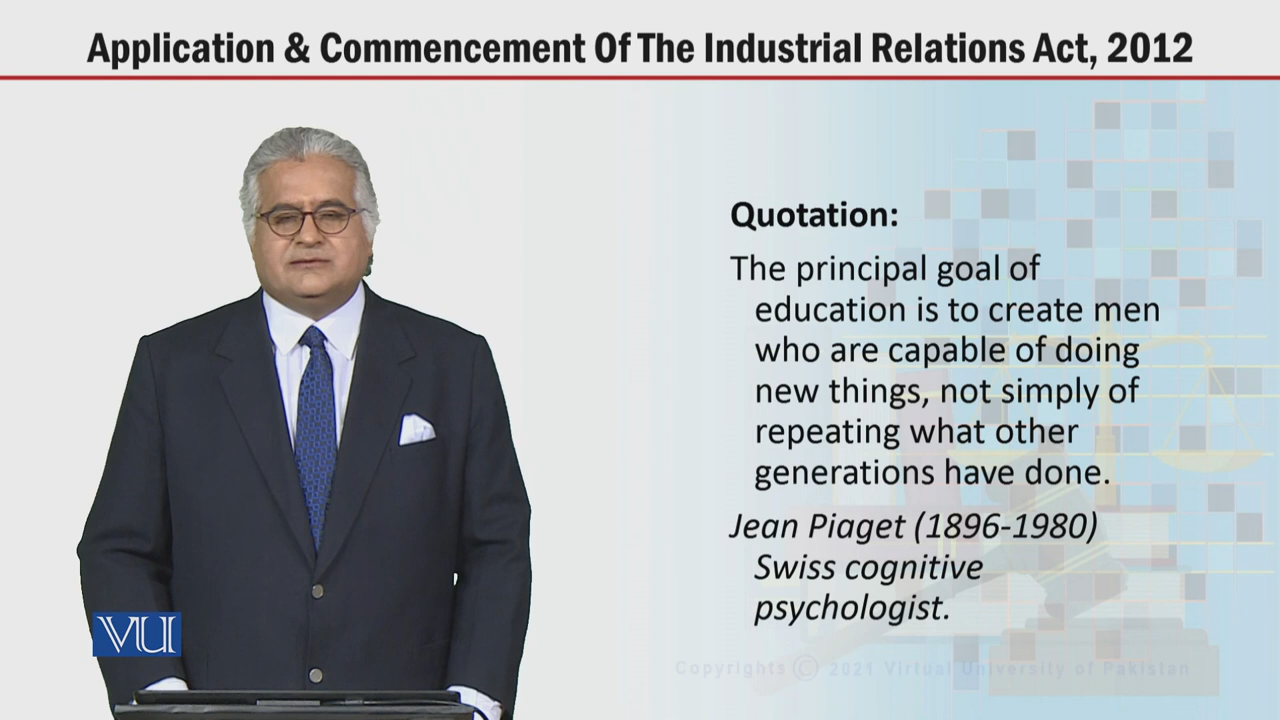 Application & Commencement Of The Industrial Relations Act, 2012
Quotation:
The principal goal of
education is to create men
who are capable of doing
new things, not simply of
repeating what other
generations have done.
Jean Piaget (1896-1980)
Swiss cognitive
psychologist.
VU
Copyrights © 2021 Virtual University of Pakistan